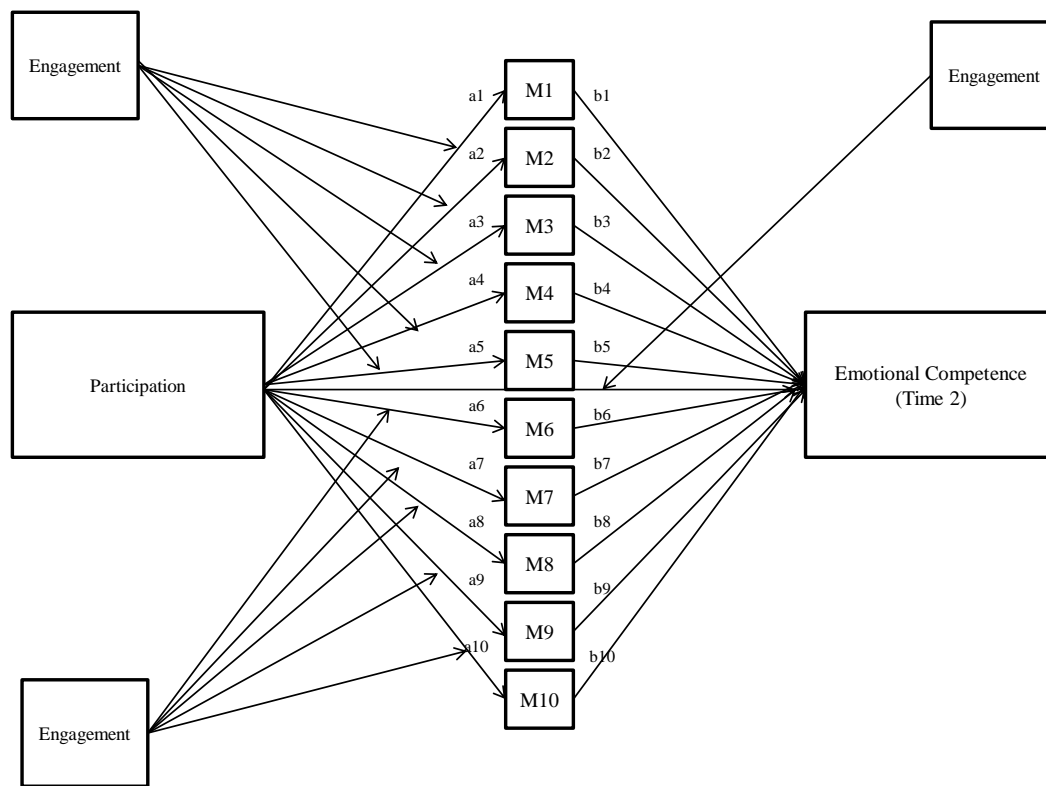 Engagement
Engagement
a1
M1
b1
a2
M2
b2
a3
M3
b3
a4
M4
b4
a5
M5
b5
Participation
Emotional Competence
(Time 2)
a6
M6
b6
a7
M7
b7
a8
M8
b8
a9
M9
b9
a10
M10
b10
Engagement